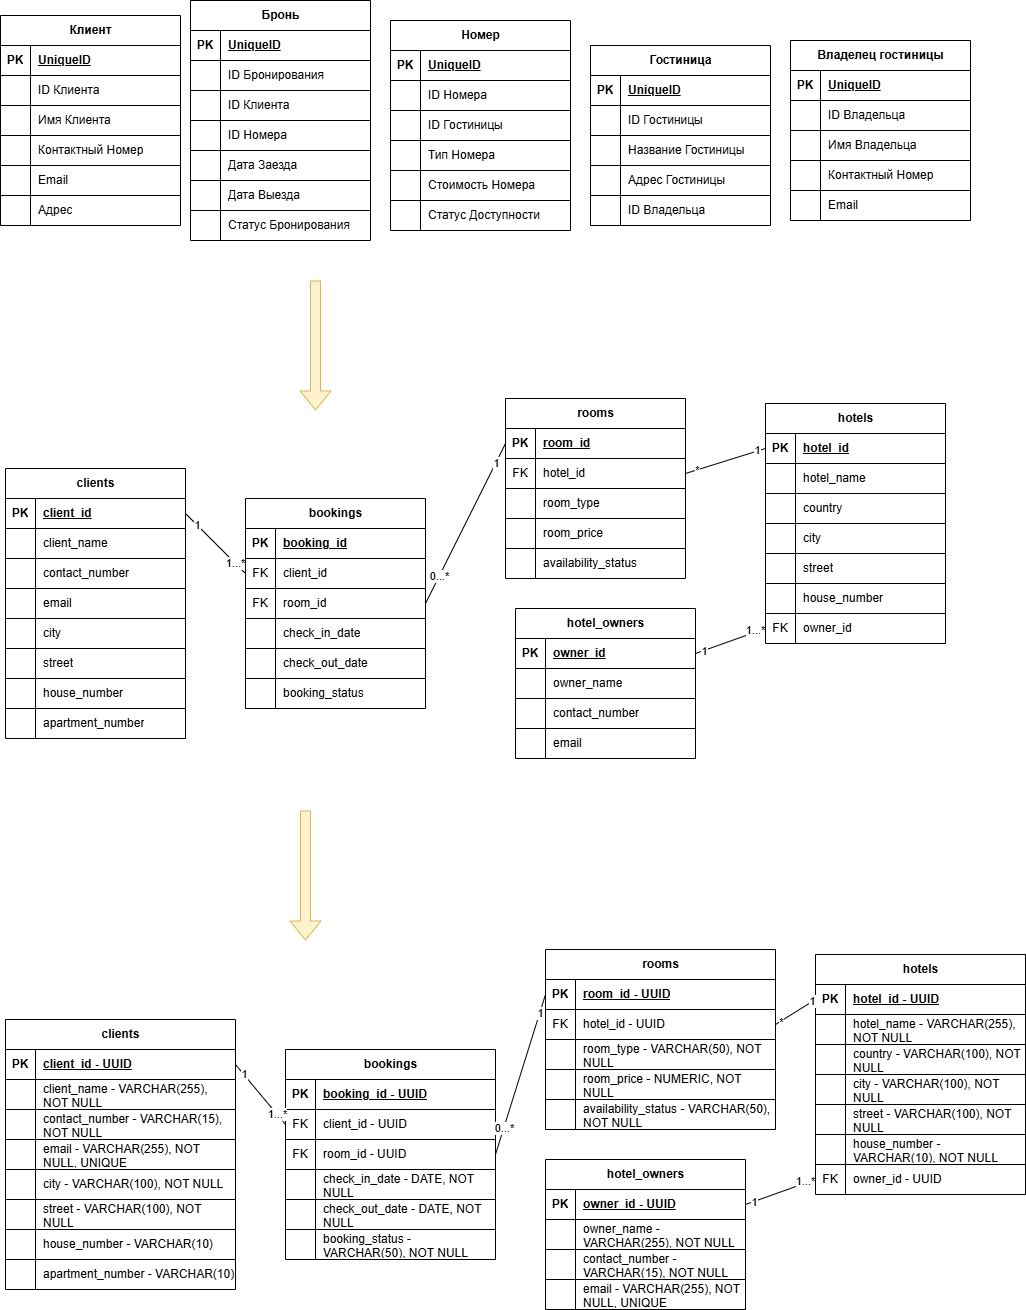 Клиент
PK UniqueID
ID Клиента
Имя Клиента
Контактный Номер
Email
Адрес
Бронь
PK UniqueID
ID Бронирования
ID Клиента
ID Номера
Дата Заезда
Дата Выезда
Статус Бронирования
Номер
PK UniqueID
ID Номера
ID Гостиницы
Тип Номера
Стоимость Номера
Статус Доступности
Гостиница
PK UniqueID
ID Гостиницы
Название Гостиницы
Адрес Гостиницы
ID Владельца
Владелец гостиницы
PK UniqueID
ID Владельца
Имя Владельца
Контактный Номер
Email
clients
PK client_id
client_name
contact_number
email
city
street
house_number
apartment_number
1
1...*
bookings
PK booking_id
FK client_id
FK room_id
check_in_date
check_out_date
booking_status
1
0...*
rooms
PK room_id
FK hotel_id
room_type
room_price
availability_status
*
1
hotels
PK hotel_id
hotel_name
country
city
street
house_number
FK owner_id
hotel_owners
PK owner_id
owner_name
contact_number
email
1
1...*
clients
PK client_id - UUID
client_name - VARCHAR(255),
NOT NULL
contact_number - VARCHAR(15),
NOT NULL
email - VARCHAR(255), NOT
NULL, UNIQUE
city - VARCHAR(100), NOT NULL
street - VARCHAR(100), NOT
NULL
house_number - VARCHAR(10)
apartment_number - VARCHAR(10)
1
1...*
bookings
PK booking_id - UUID
FK client_id - UUID
FK room_id - UUID
check_in_date - DATE, NOT
NULL
check_out_date - DATE, NOT
NULL
booking_status -
VARCHAR(50), NOT NULL
1
0...*
rooms
PK room_id - UUID
FK hotel_id - UUID
room_type - VARCHAR(50), NOT
NULL
room_price - NUMERIC, NOT
NULL
availability_status - VARCHAR(50),
NOT NULL
*
1
hotels
PK hotel_id - UUID
hotel_name - VARCHAR(255),
NOT NULL
country - VARCHAR(100), NOT
NULL
city - VARCHAR(100), NOT
NULL
street - VARCHAR(100), NOT
NULL
house_number -
VARCHAR(10), NOT NULL
FK owner_id - UUID
hotel_owners
PK owner_id - UUID
owner_name -
VARCHAR(255), NOT NULL
contact_number -
VARCHAR(15), NOT NULL
email - VARCHAR(255), NOT
NULL, UNIQUE
1
1...*